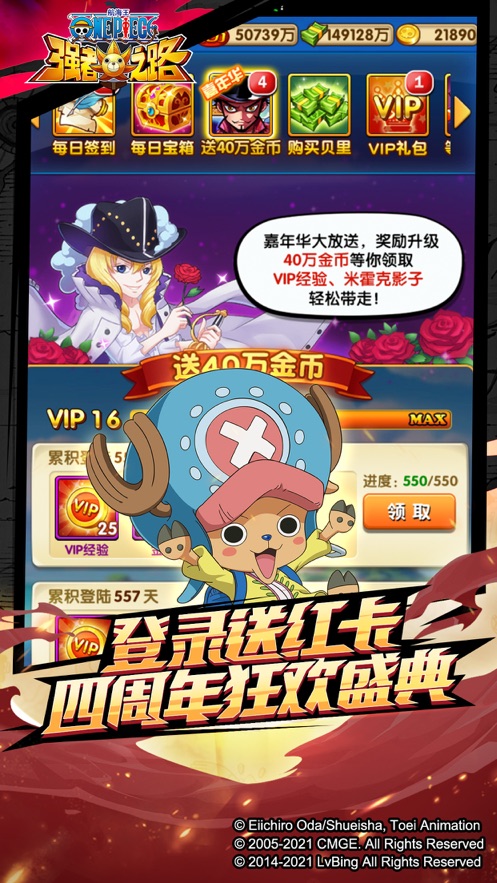 航海王
ONE PIECE
强者之路
50739万
149128万
21890
嘉年华
4
1
VIP
每日签到
每日宝箱
送40万金币
购买贝里
VIP礼包
嘉年华大放送，奖励升级
40万金币等你领取
VIP经验、米霍克影子
轻松带走！
送40万金币
VIP 16
MAX
累积登
VIP
25
VIP经验
进度：550/550
领取
累积登陆 557 天
VIP
登录送红卡
四周年狂欢盛典
© Eiichiro Oda/Shueisha, Toei Animation
© 2005-2021 CMGE. All Rights Reserved
© 2014-2021 LvBing All Rights Reserved